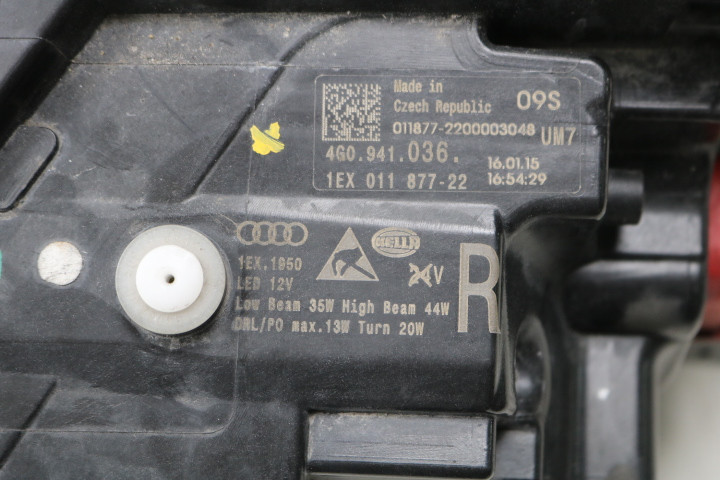 Made in
Czech Republic
09S
011877-2200003048
UM7
4G0.941.036.
16.01.15
1EX 011 877-22
16:54:29
HELLA
1EX.1950
24V
LED 12V
Low Beam 35W High Beam 44W
DRL/PO max.13W Turn 20W
R